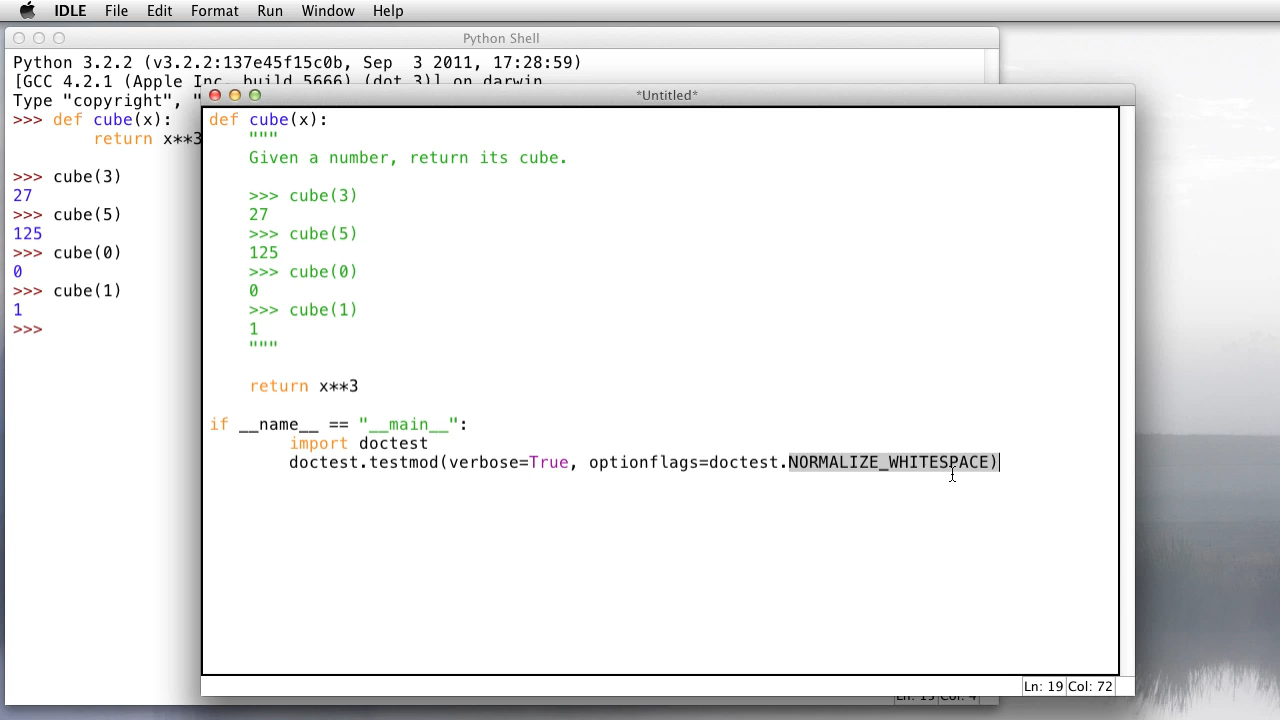 IDLE File Edit Format Run Window Help
Python Shell
Python 3.2.2 (v3.2.2:137e45f15c0b, Sep  3 2011, 17:28:59)
[GCC 4.2.1 (Apple Inc. build 5666) (dot 3)] on darwin
Type "copyright", "
>>> def cube(x):
        return x**3

>>> cube(3)
27
>>> cube(5)
125
>>> cube(0)
0
>>> cube(1)
1
>>>
*Untitled*
def cube(x):
    """
    Given a number, return its cube.

    >>> cube(3)
    27
    >>> cube(5)
    125
    >>> cube(0)
    0
    >>> cube(1)
    1
    """

    return x**3

if __name__ == "__main__":
        import doctest
        doctest.testmod(verbose=True, optionflags=doctest.NORMALIZE_WHITESPACE)
Ln: 19 Col: 72